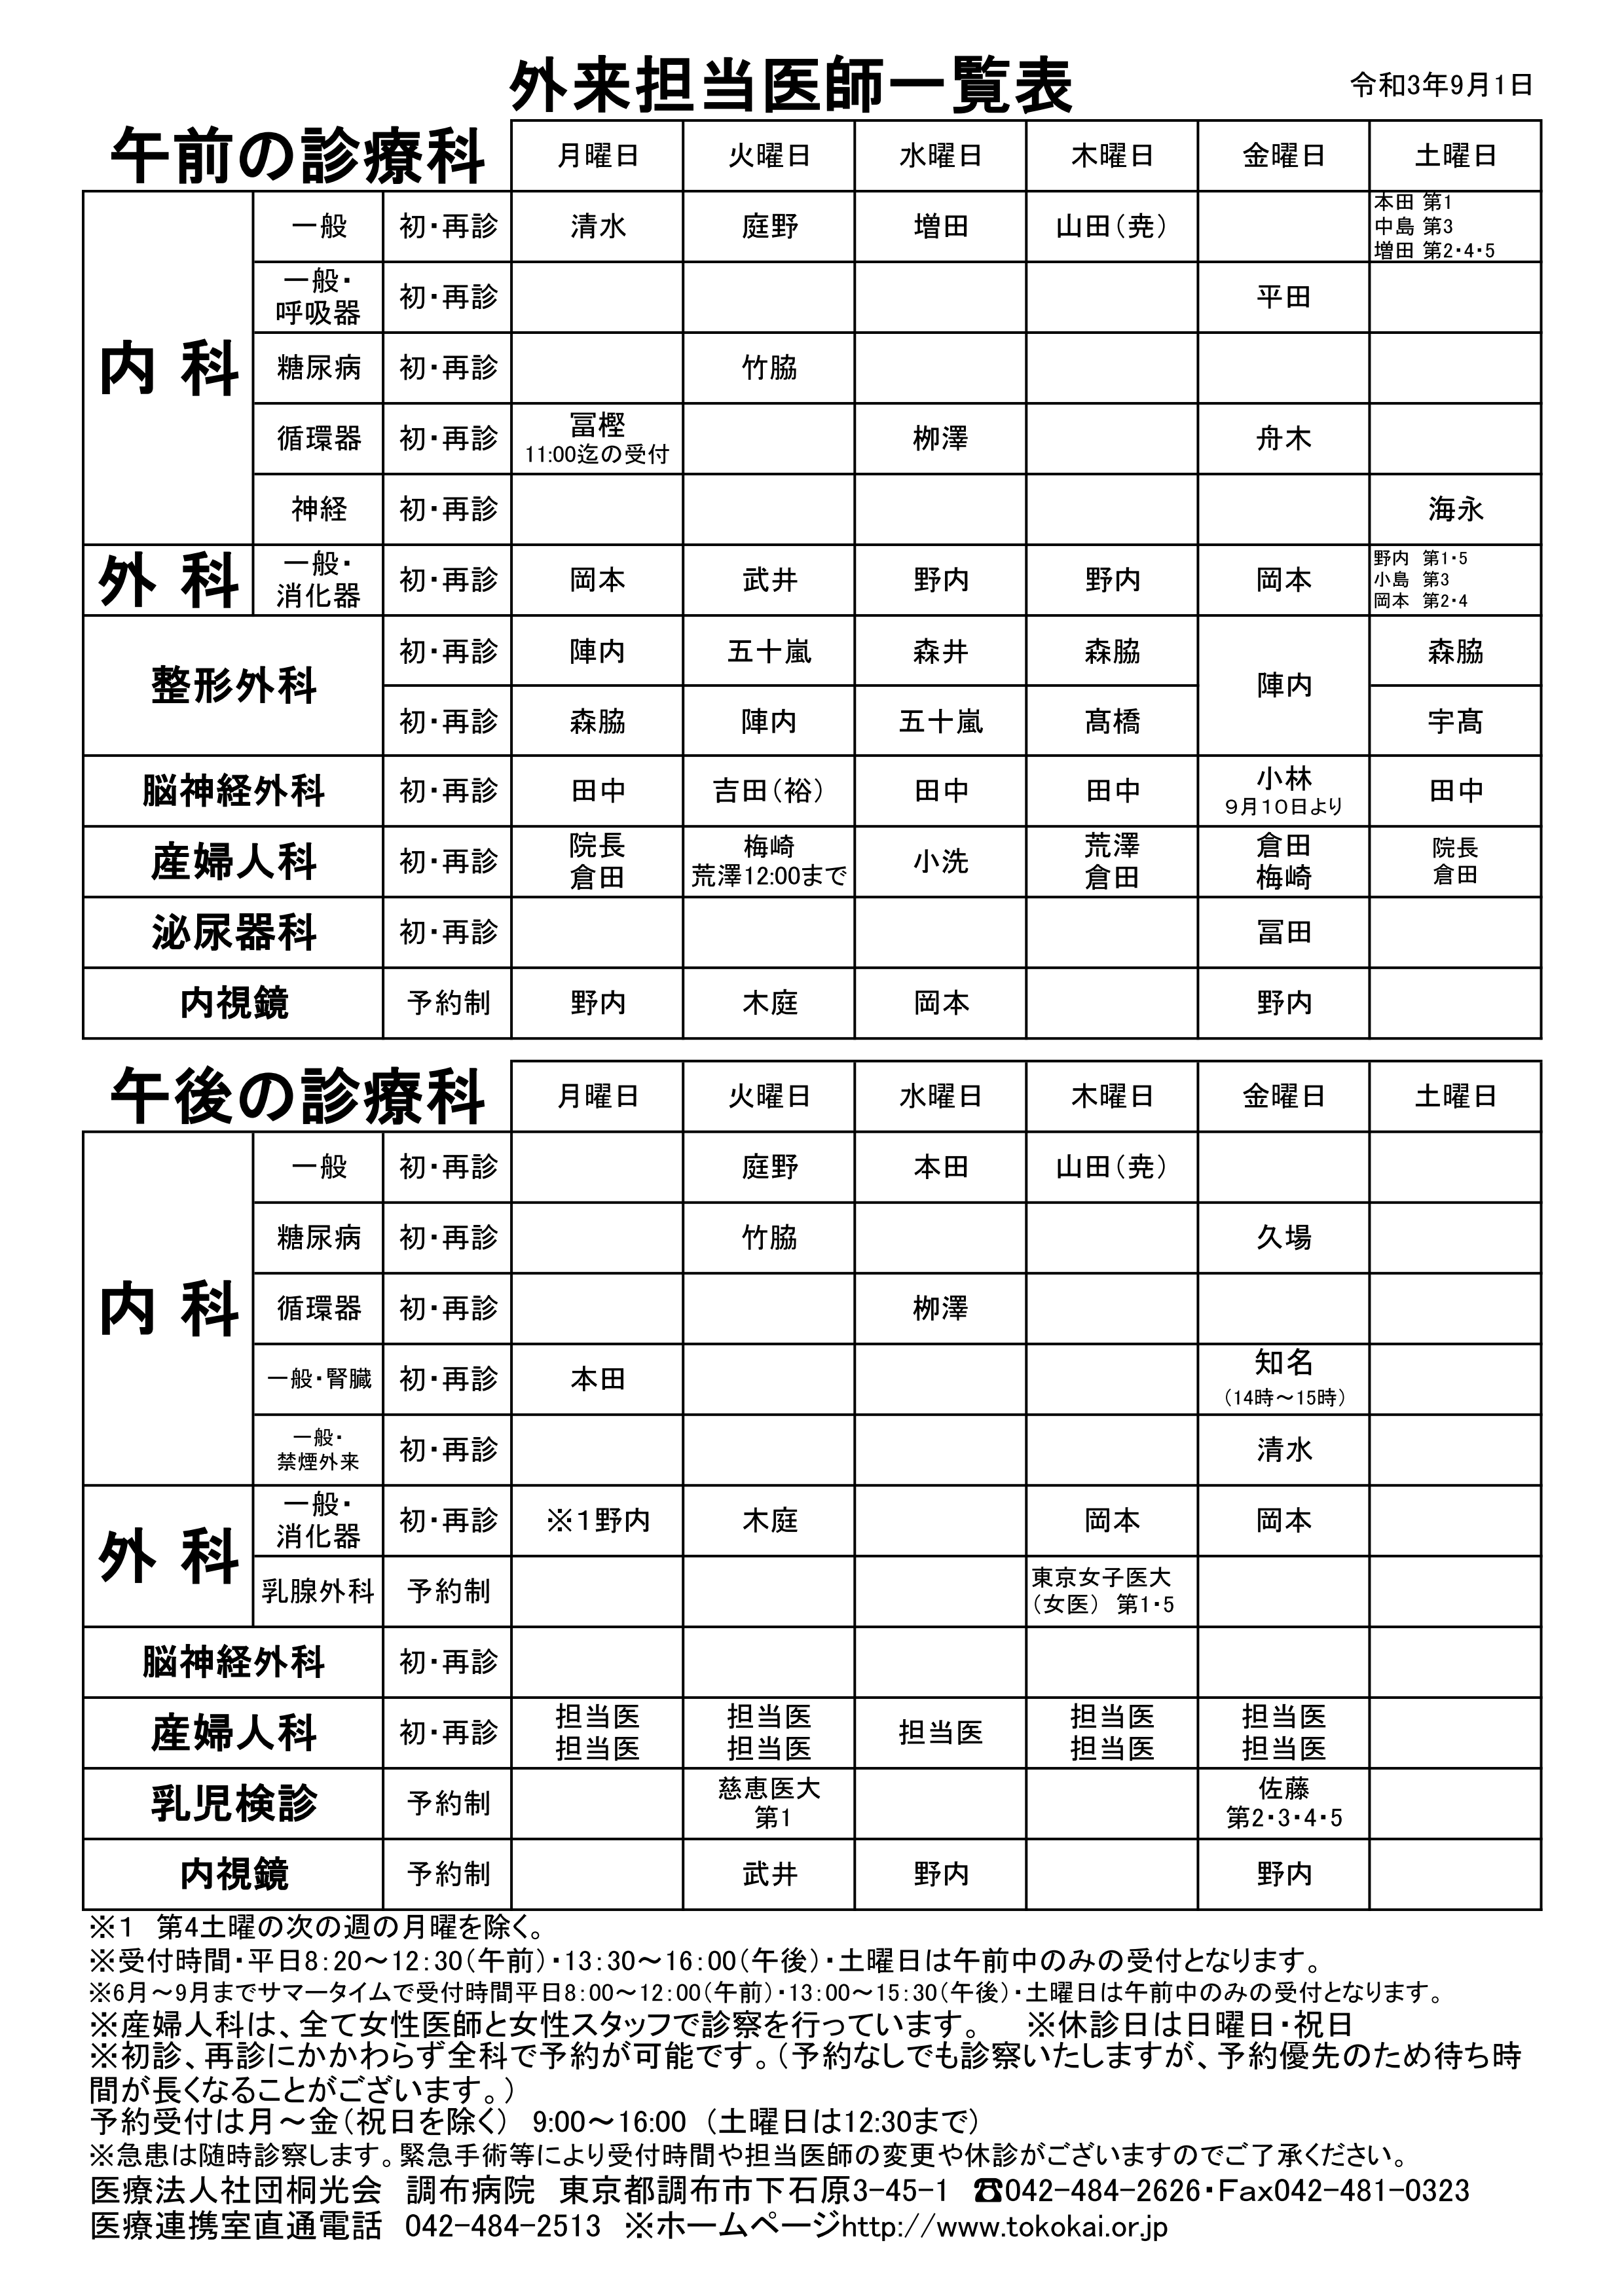 外来担当医師一覧表
令和3年9月1日
午前の診療科 月曜日 火曜日 水曜日 木曜日 金曜日 土曜日
内 科
一般 初・再診 清水 庭野 増田 山田（尭）
本田 第1
中島 第3
増田 第2・4・5
一般・
呼吸器 初・再診 平田
糖尿病 初・再診 竹脇
循環器 初・再診 冨樫
11:00迄の受付
栁澤 舟木
神経 初・再診 海永
外 科
一般・
消化器 初・再診 岡本 武井 野内 野内 岡本
野内 第1・5
小島 第3
岡本 第2・4
整形外科
初・再診 陣内 五十嵐 森井 森脇 陣内 森脇
初・再診 森脇 陣内 五十嵐 髙橋 宇髙
脳神経外科 初・再診 田中 吉田（裕） 田中 田中 小林
９月１０日より
田中
産婦人科 初・再診
院長
倉田
梅崎
荒澤12:00まで
小洗
荒澤
倉田
倉田
梅崎
院長
倉田
泌尿器科 初・再診 冨田
内視鏡 予約制 野内 木庭 岡本 野内
午後の診療科 月曜日 火曜日 水曜日 木曜日 金曜日 土曜日
内 科
一般 初・再診 庭野 本田 山田（尭）
糖尿病 初・再診 竹脇 久場
循環器 初・再診 栁澤
一般・腎臓 初・再診 本田 知名
（14時～15時）
一般・
禁煙外来 初・再診 清水
外 科
一般・
消化器 初・再診 ※１野内 木庭 岡本 岡本
乳腺外科 予約制 東京女子医大
（女医） 第1・5
脳神経外科 初・再診
産婦人科 初・再診
担当医
担当医
担当医
担当医
担当医
担当医
担当医
担当医
担当医
乳児検診 予約制
慈恵医大
第1
佐藤
第2・3・4・5
内視鏡 予約制 武井 野内 野内
※１ 第4土曜の次の週の月曜を除く。
※受付時間・平日8:20～12:30（午前）・13:30～16:00（午後）・土曜日は午前中のみの受付となります。
※6月～9月までサマータイムで受付時間平日8:00～12:00（午前）・13:00～15:30（午後）・土曜日は午前中のみの受付となります。
※産婦人科は、全て女性医師と女性スタッフで診察を行っています。 ※休診日は日曜日・祝日
※初診、再診にかかわらず全科で予約が可能です。（予約なしでも診察いたしますが、予約優先のため待ち時
間が長くなることがございます。）
予約受付は月～金（祝日を除く） 9:00～16:00 （土曜日は12:30まで）
※急患は随時診察します。緊急手術等により受付時間や担当医師の変更や休診がございますのでご了承ください。
医療法人社団桐光会 調布病院 東京都調布市下石原3-45-1 ☎042-484-2626・Fax042-481-0323
医療連携室直通電話 042-484-2513 ※ホームページhttp://www.tokokai.or.jp